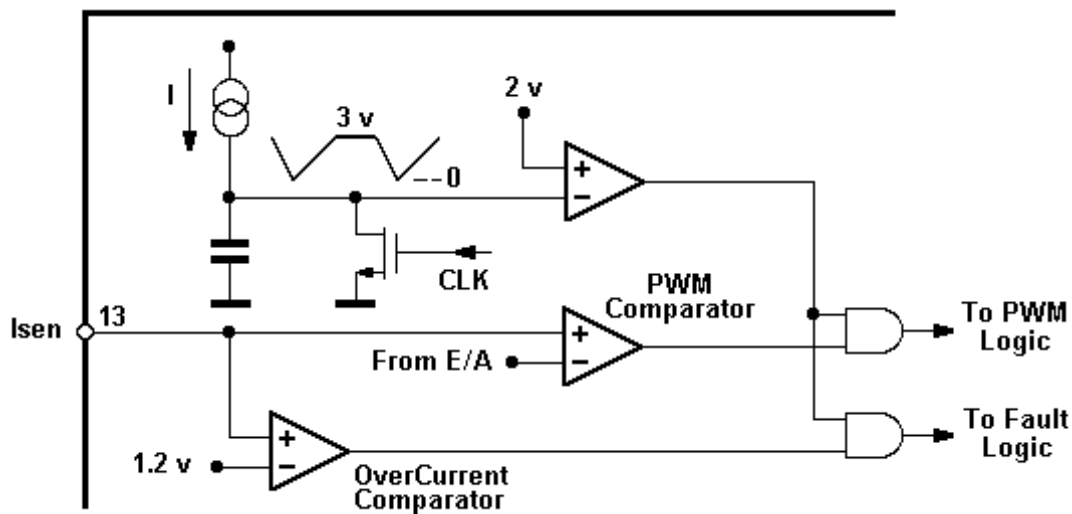 I
3 v
2 v
--0
CLK
PWM
Comparator
Isen
13
From E/A
To PWM
Logic
To Fault
Logic
1.2 v
OverCurrent
Comparator
+
−
+
−
+
−